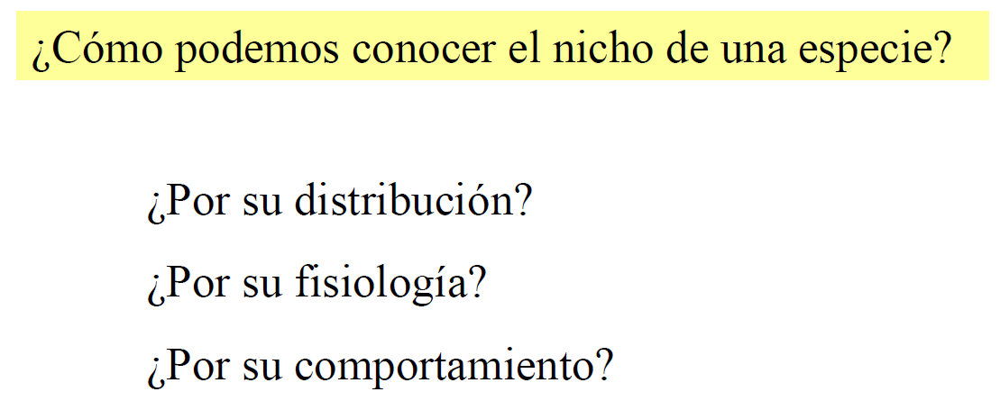 ¿Cómo podemos conocer el nicho de una especie?
¿Por su distribución?
¿Por su fisiología?
¿Por su comportamiento?